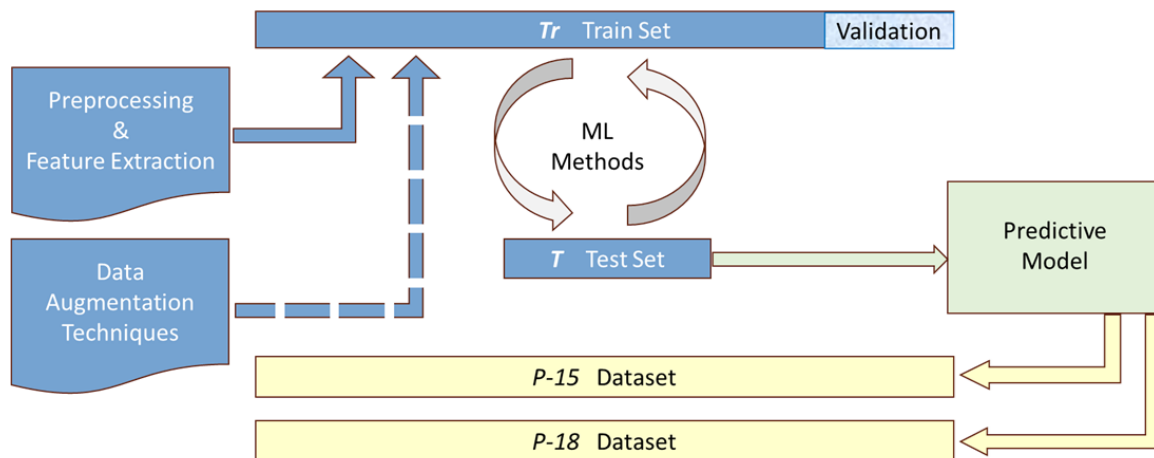 Tr Train Set
Validation
Preprocessing
&
Feature Extraction
ML
Methods
Predictive
Model
T Test Set
Data
Augmentation
Techniques
P-15 Dataset
P-18 Dataset